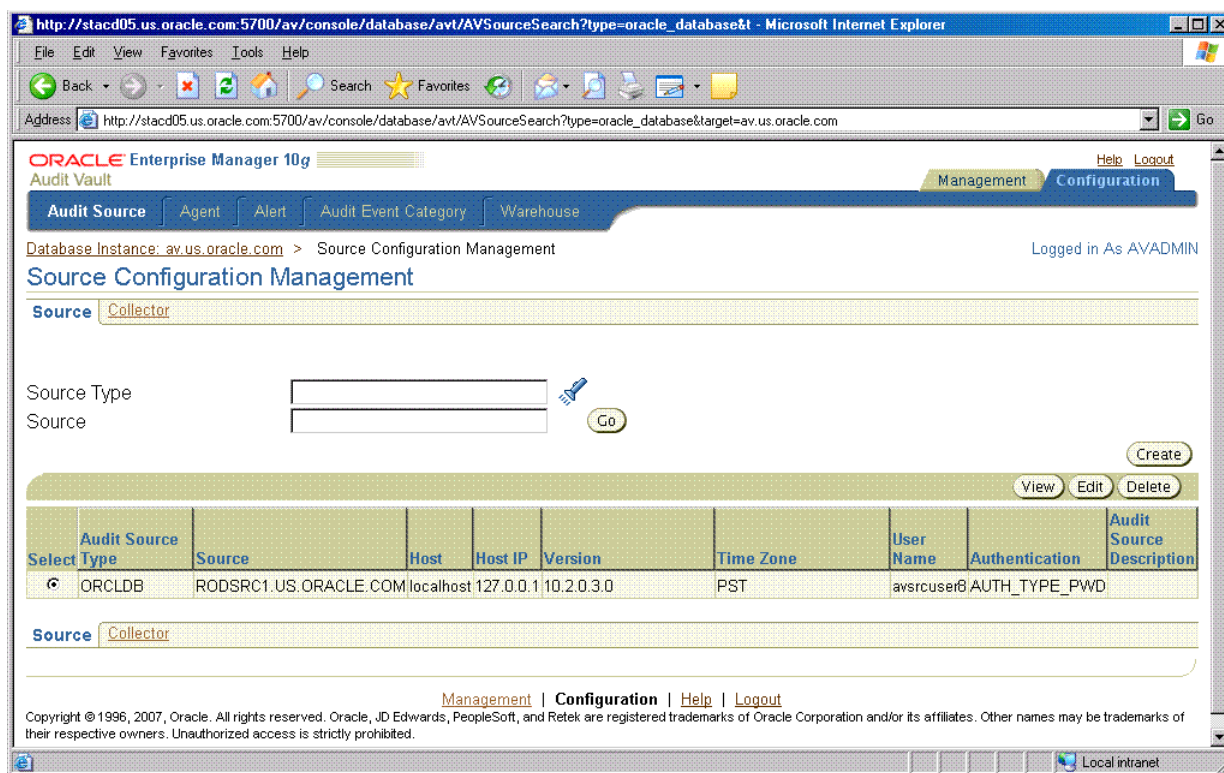 http://stacd05.us.oracle.com:5700/av/console/database/avt/AVSourceSearch?type=oracle_database&t - Microsoft Internet Explorer
File Edit View Favorites Tools Help
Back Search Favorites
Address http://stacd05.us.oracle.com:5700/av/console/database/avt/AVSourceSearch?type=oracle_database&target=av.us.oracle.com Go
ORACLE Enterprise Manager 10g Help Logout
Audit Vault Management Configuration
Audit Source Agent Alert Audit Event Category Warehouse
Database Instance: av.us.oracle.com > Source Configuration Management Logged in As AVADMIN
Source Configuration Management
Source Collector
Source Type
Source Go
Create
View Edit Delete
Select Audit Source Type Source Host Host IP Version Time Zone User Name Authentication Audit Source Description
ORCLDB RODSRC1.US.ORACLE.COM localhost 127.0.0.1 10.2.0.3.0 PST avsrcuser8 AUTH_TYPE_PWD
Source Collector
Management | Configuration | Help | Logout
Copyright © 1996, 2007, Oracle. All rights reserved. Oracle, JD Edwards, PeopleSoft, and Retek are registered trademarks of Oracle Corporation and/or its affiliates. Other names may be trademarks of
their respective owners. Unauthorized access is strictly prohibited.
Local intranet